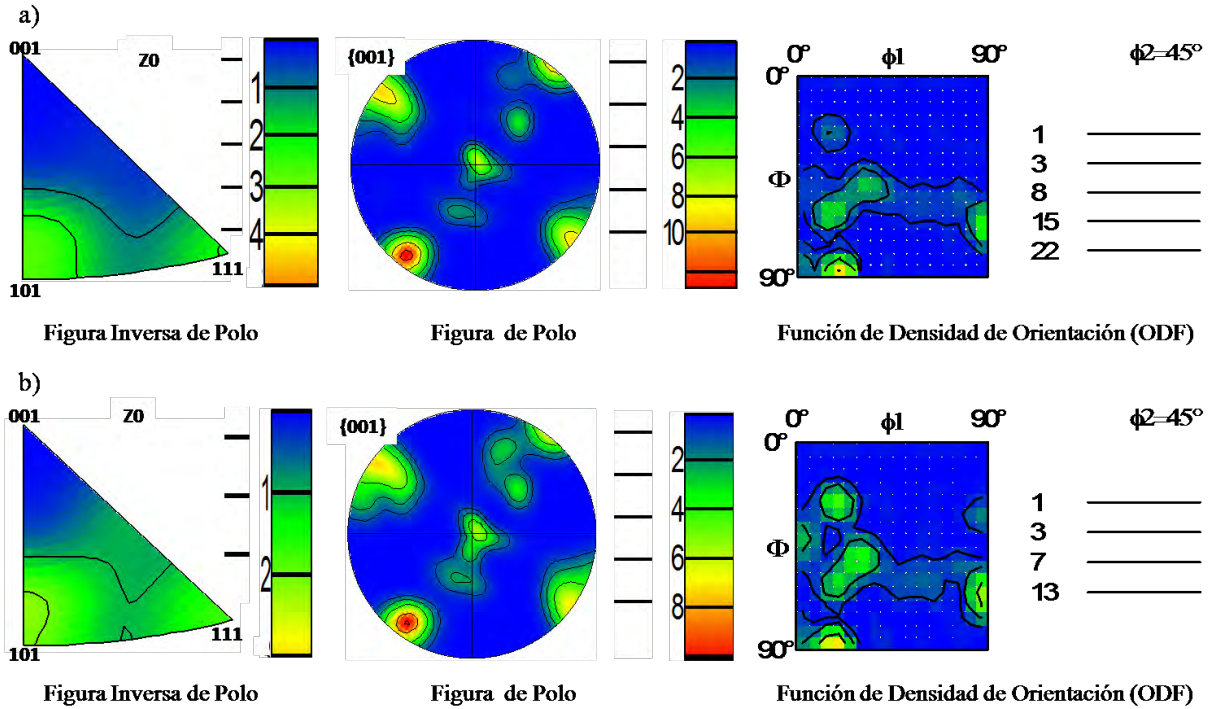 a)
001
Z0
{001}
0° ϕ1 90° ϕ2=45°
0°
1
2
3
4
101
111
2
4
6
8
10
Φ
90°
1
3
8
15
22
Figura Inversa de Polo
Figura de Polo
Función de Densidad de Orientación (ODF)
b)
001
Z0
{001}
0° ϕ1 90° ϕ2=45°
0°
1
2
101
111
2
4
6
8
Φ
90°
1
3
7
13
Figura Inversa de Polo
Figura de Polo
Función de Densidad de Orientación (ODF)